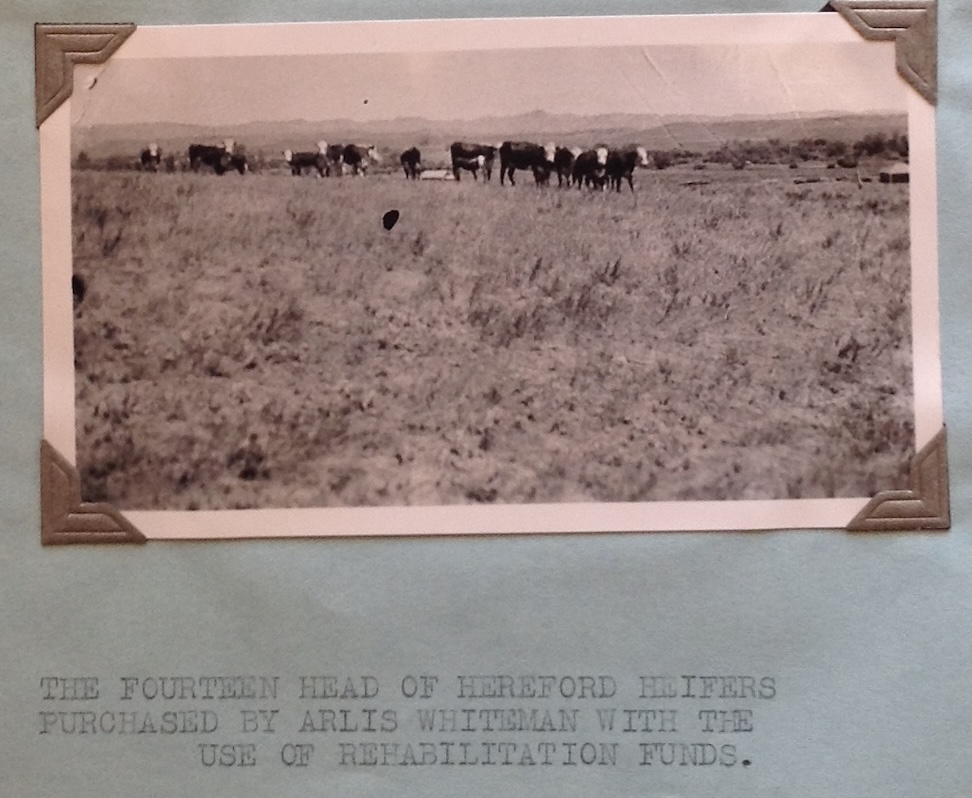 THE FOURTEEN HEAD OF HEREFORD HEIFERS
PURCHASED BY ARLIS WHITEMAN WITH THE
USE OF REHABILITATION FUNDS.